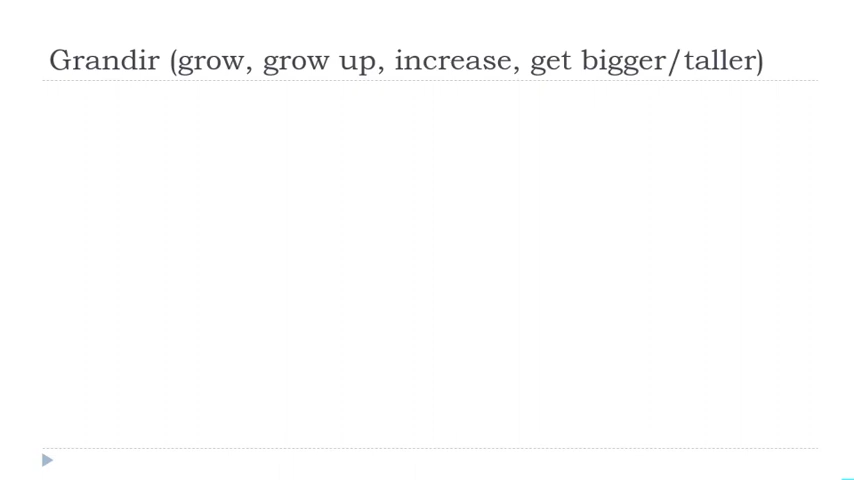 Grandir (grow, grow up, increase, get bigger/taller)